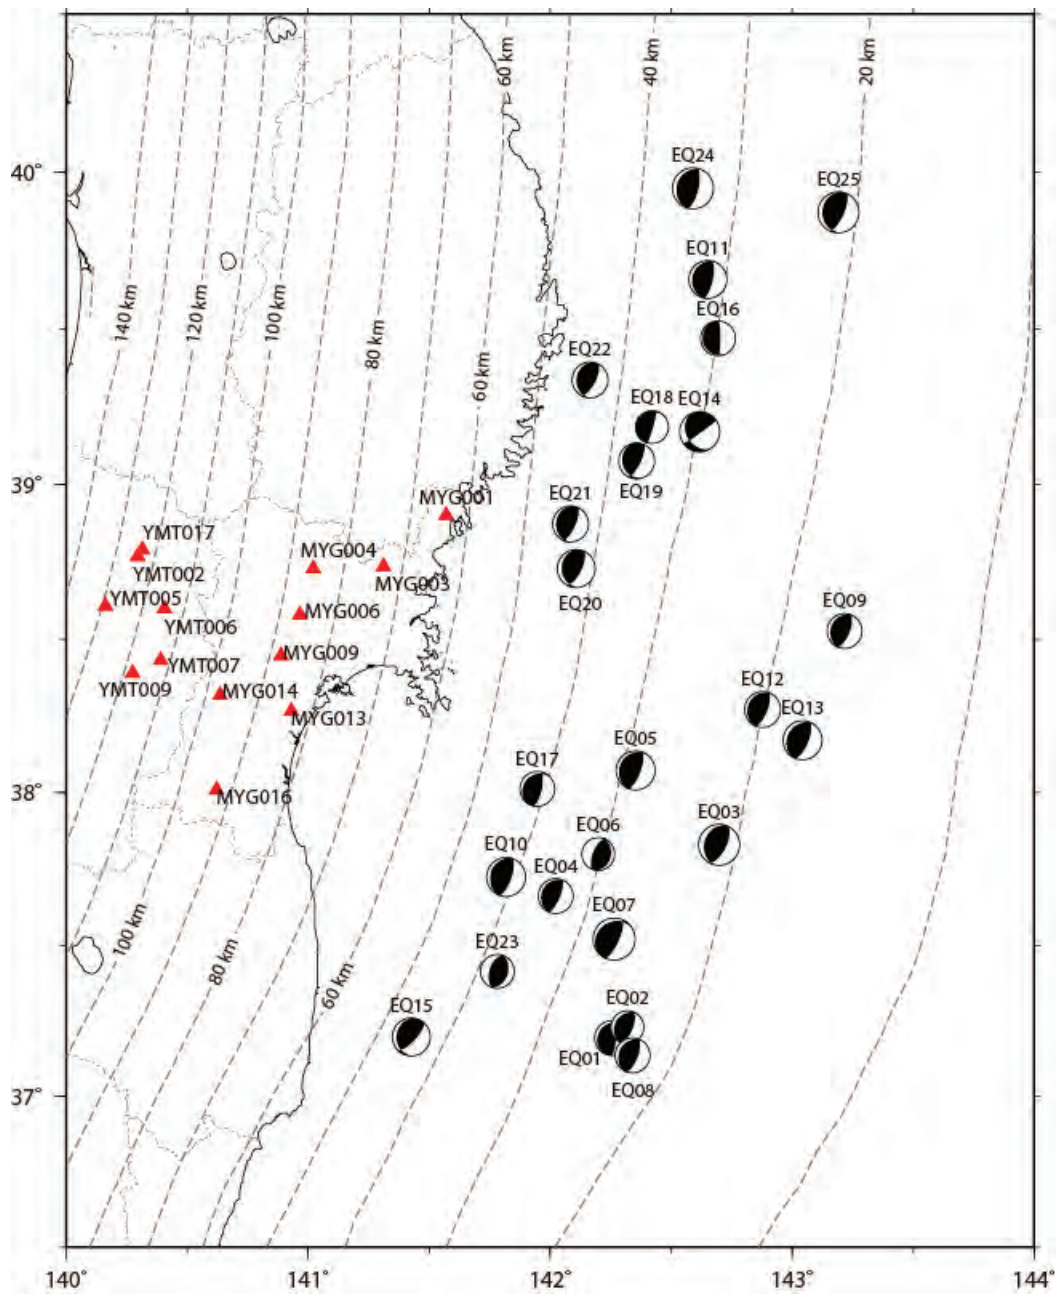 60 km
40 km
20 km
EQ24
40°
EQ25
EQ11
140 km
120 km
100 km
EQ16
80 km
EQ22
60 km
EQ18
EQ14
39°
EQ19
MYG001
EQ21
YMT017
MYG004
YMT002
MYG003
YMT005
EQ20
EQ09
MYG006
YMT006
MYG009
YMT007
EQ12
YMT009
MYG014
EQ13
MYG013
EQ05
EQ17
38°
MYG016
EQ03
EQ06
EQ10
EQ04
EQ07
100 km
EQ23
80 km
60 km
EQ02
EQ15
EQ01
EQ08
37°
140°
141°
142°
143°
144°